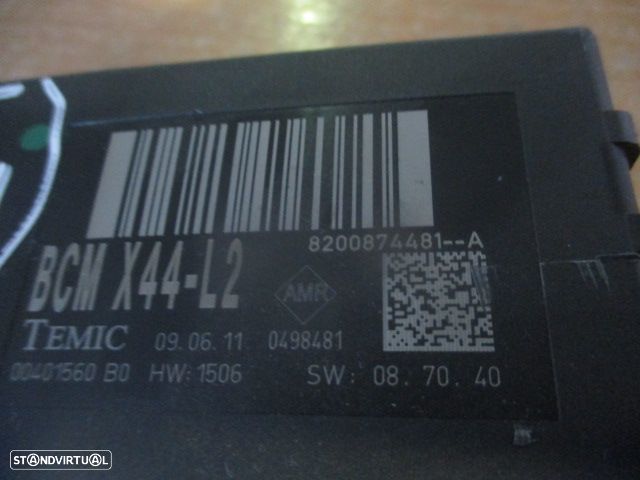 8200874481--A
BCM X44-L2
AMR
TEMIC 09.06.11 0498481
00401560 B0 HW:1506 SW: 08.70.40
STANDVIRTUAL